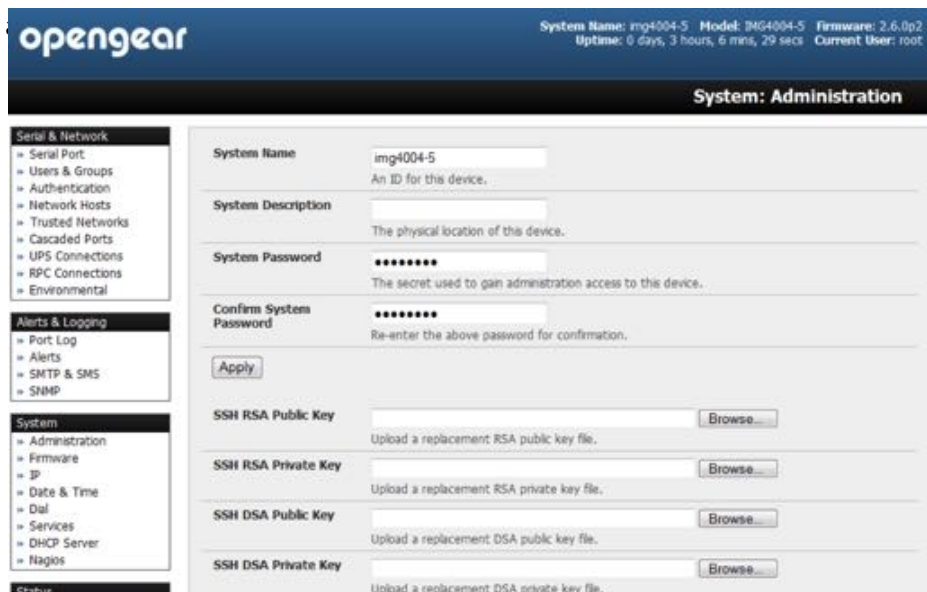 opengear
System Name: img4004-5 Model: IMG4004-5 Firmware: 2.6.0p2
Uptime: 0 days, 3 hours, 6 mins, 29 secs Current User: root
System: Administration
Serial & Network
» Serial Port
» Users & Groups
» Authentication
» Network Hosts
» Trusted Networks
» Cascaded Ports
» UPS Connections
» RPC Connections
» Environmental
Alerts & Logging
» Port Log
» Alerts
» SMTP & SMS
» SNMP
System
» Administration
» Firmware
» IP
» Date & Time
» Dial
» Services
» DHCP Server
» Nagios
Status
System Name
img4004-5
An ID for this device.
System Description
The physical location of this device.
System Password
••••••••
The secret used to gain administration access to this device.
Confirm System
Password
••••••••
Re-enter the above password for confirmation.
Apply
SSH RSA Public Key
Browse...
Upload a replacement RSA public key file.
SSH RSA Private Key
Browse...
Upload a replacement RSA private key file.
SSH DSA Public Key
Browse...
Upload a replacement DSA public key file.
SSH DSA Private Key
Browse...
Upload a replacement DSA private key file.